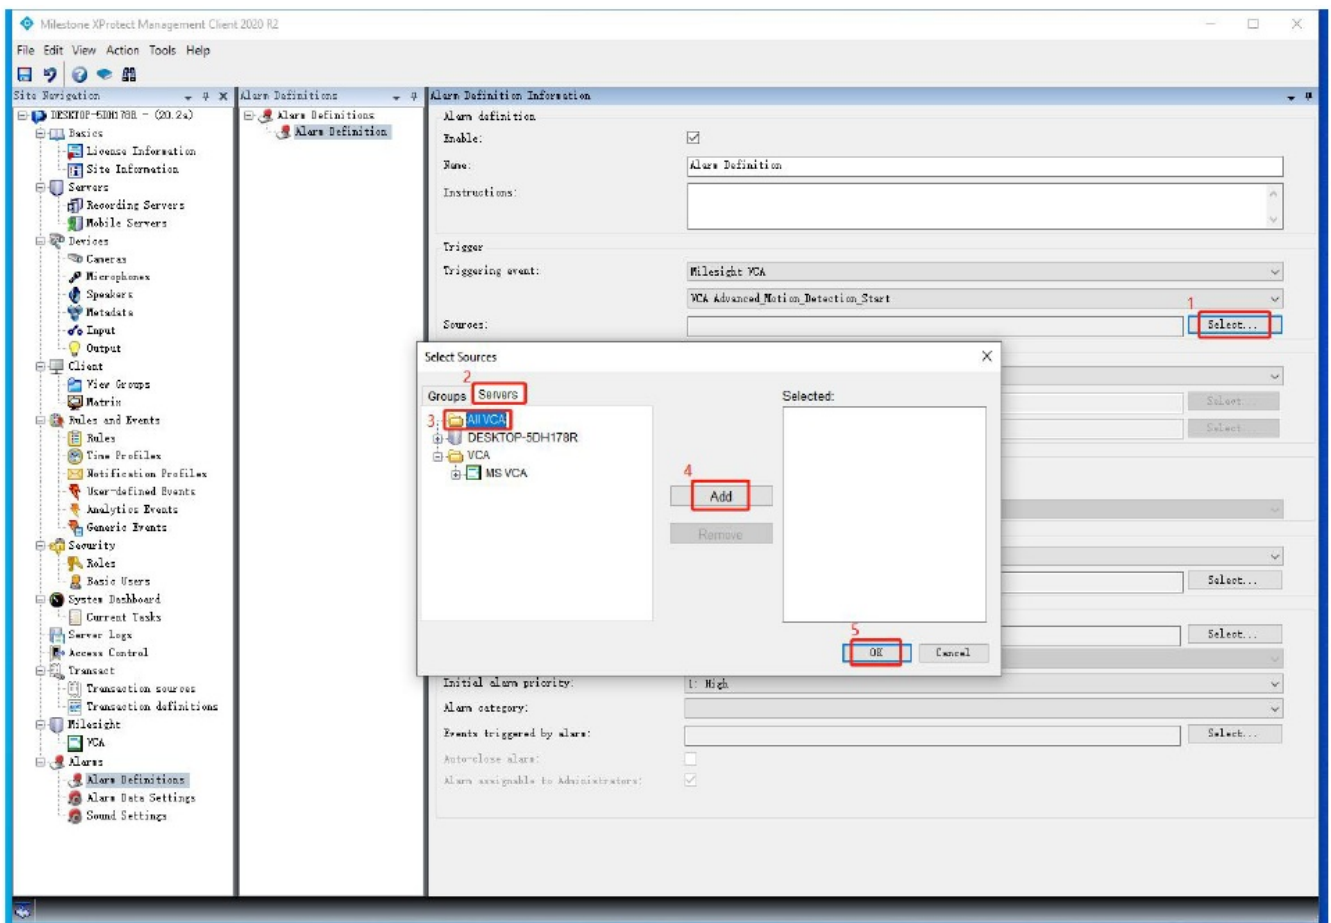 Milestone XProtect Management Client 2020 R2
File Edit View Action Tools Help
Site Navigation
Alarm Definitions
Alarm Definition Information
DESKTOP-5DH178R - (20.2a)
Basics
License Information
Site Information
Servers
Recording Servers
Mobile Servers
Devices
Cameras
Microphones
Speakers
Metadata
Input
Output
Client
View Groups
Matrix
Rules and Events
Rules
Time Profiles
Notification Profiles
User-defined Events
Analytics Events
Generic Events
Security
Roles
Basic Users
System Dashboard
Current Tasks
Server Logs
Access Control
Transact
Transaction sources
Transaction definitions
Milesight
VCA
Alarms
Alarm Definitions
Alarm Data Settings
Sound Settings
Alarm Definitions
Alarm Definition
Alarm definition
Enable:
Name: Alarm Definition
Instructions:
Trigger
Triggering event: Milesight VCA
VCA Advanced_Motion_Detection_Start
1
Sources: Select...
Select Sources
2
Groups Servers
Selected:
3 All VCA
DESKTOP-5DH178R
VCA
MS VCA
4
Add
Remove
5
OK Cancel
Select...
Select...
Select...
Select...
Initial alarm priority: 1: High
Alarm category:
Events triggered by alarm: Select...
Auto-close alarm:
Alarm assignable to Administrators: